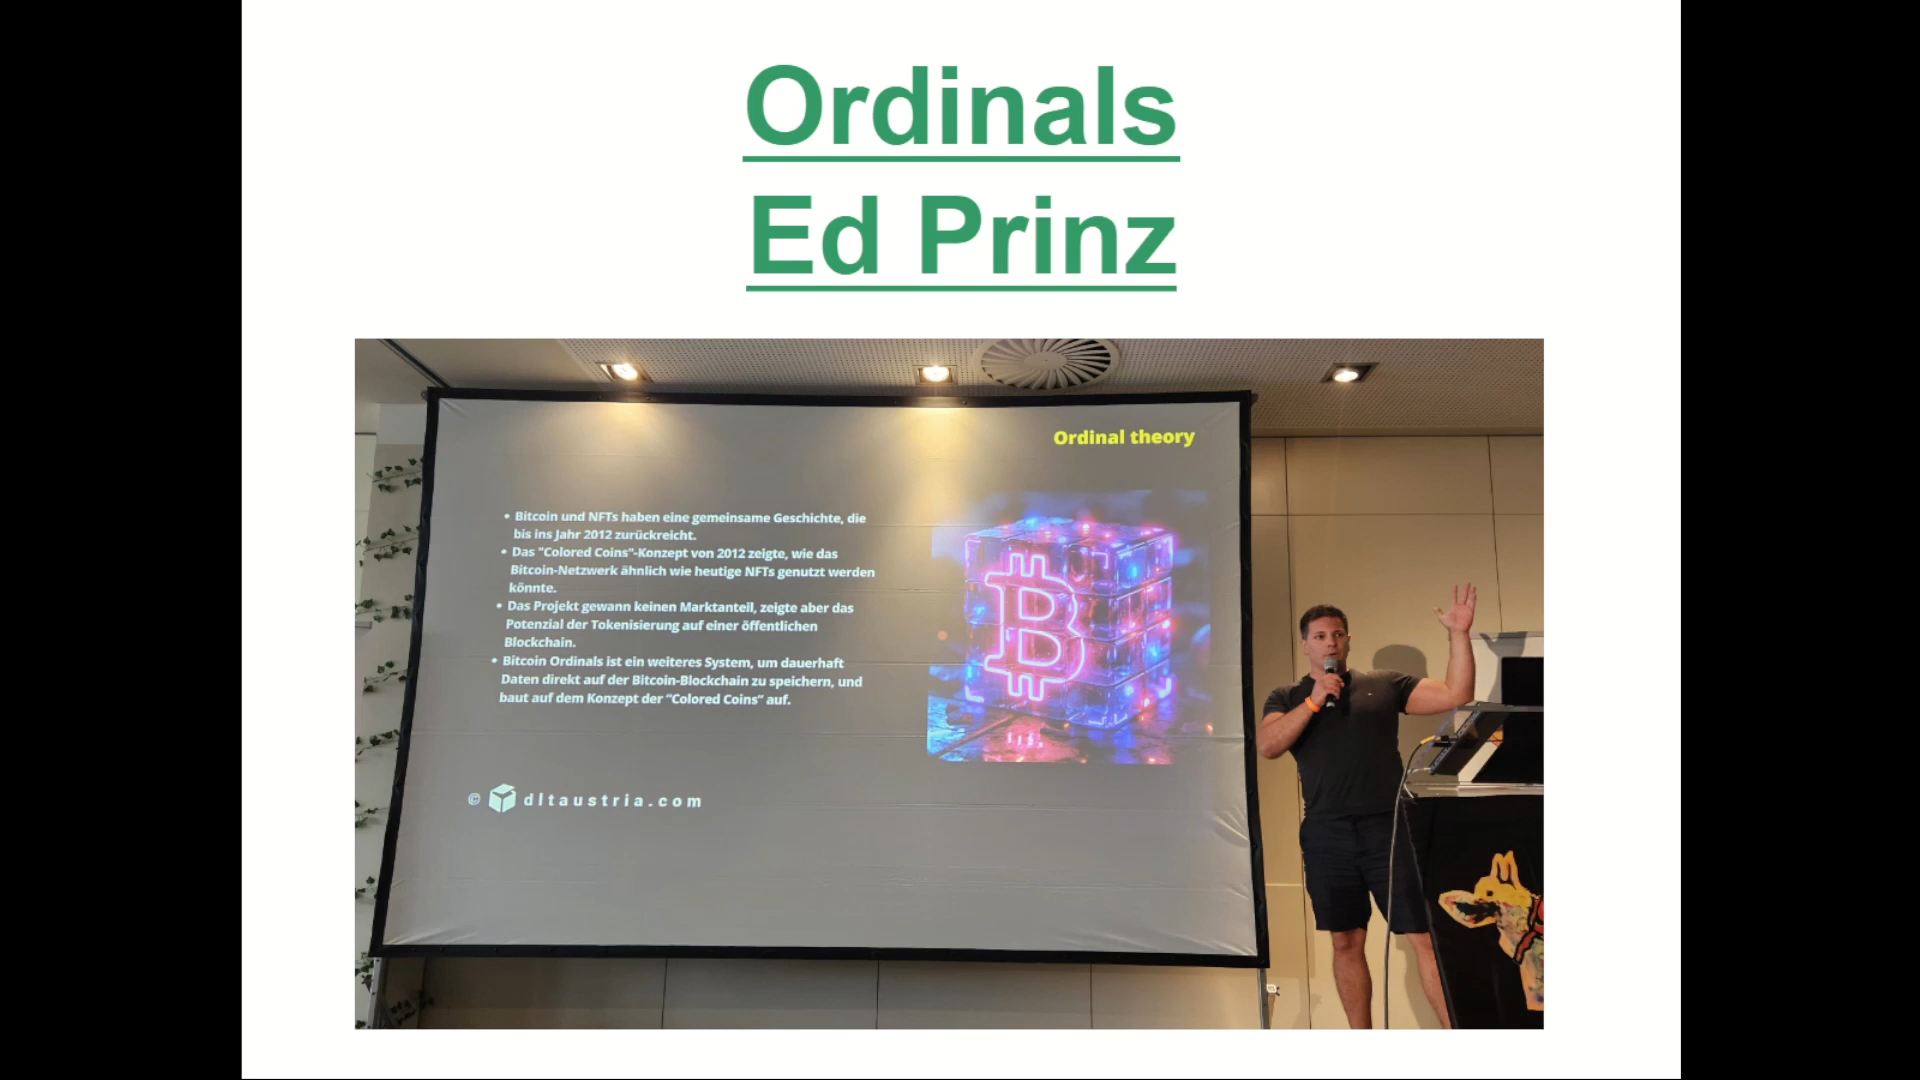 Ordinals
Ed Prinz
Ordinal theory
• Bitcoin und NFTs haben eine gemeinsame Geschichte, die
bis ins Jahr 2012 zurückreicht.
• Das "Colored Coins"-Konzept von 2012 zeigte, wie das
Bitcoin-Netzwerk ähnlich wie heutige NFTs genutzt werden
könnte.
• Das Projekt gewann keinen Marktanteil, zeigte aber das
Potenzial der Tokenisierung auf einer öffentlichen
Blockchain.
• Bitcoin Ordinals ist ein weiteres System, um dauerhaft
Daten direkt auf der Bitcoin-Blockchain zu speichern, und
baut auf dem Konzept der "Colored Coins" auf.
© dltaustria.com